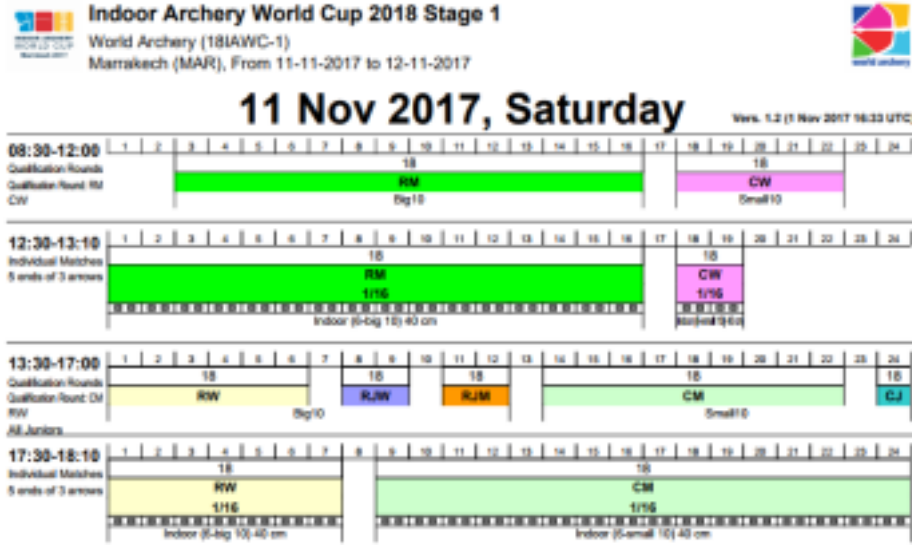 Indoor Archery World Cup 2018 Stage 1
World Archery (18IAWC-1)
Marrakech (MAR), From 11-11-2017 to 12-11-2017
world archery
11 Nov 2017, Saturday
Vers. 1.2 (1 Nov 2017 16:33 UTC)
08:30-12:00 1 2 3 4 5 6 7 8 9 10 11 12 13 14 15 16 17 18 19 20 21 22 23 24
Qualification Rounds 18 18
Qualification Round: RM RM CW
CW Big10 Small10
12:30-13:10 1 2 3 4 5 6 7 8 9 10 11 12 13 14 15 16 17 18 19 20 21 22 23 24
Individual Matches 18 18
5 ends of 3 arrows RM CW
1/16 1/16
Indoor (6-big 10) 40 cm
13:30-17:00 1 2 3 4 5 6 7 8 9 10 11 12 13 14 15 16 17 18 19 20 21 22 23 24
Qualification Rounds 18 18 18 18 18
Qualification Round: CM RW RJW RJM CM CJ
RW Big10 Small10
All Juniors
17:30-18:10 1 2 3 4 5 6 7 8 9 10 11 12 13 14 15 16 17 18 19 20 21 22 23 24
Individual Matches 18 18
5 ends of 3 arrows RW CM
1/16 1/16
Indoor (6-big 10) 40 cm Indoor (6-small 10) 40 cm